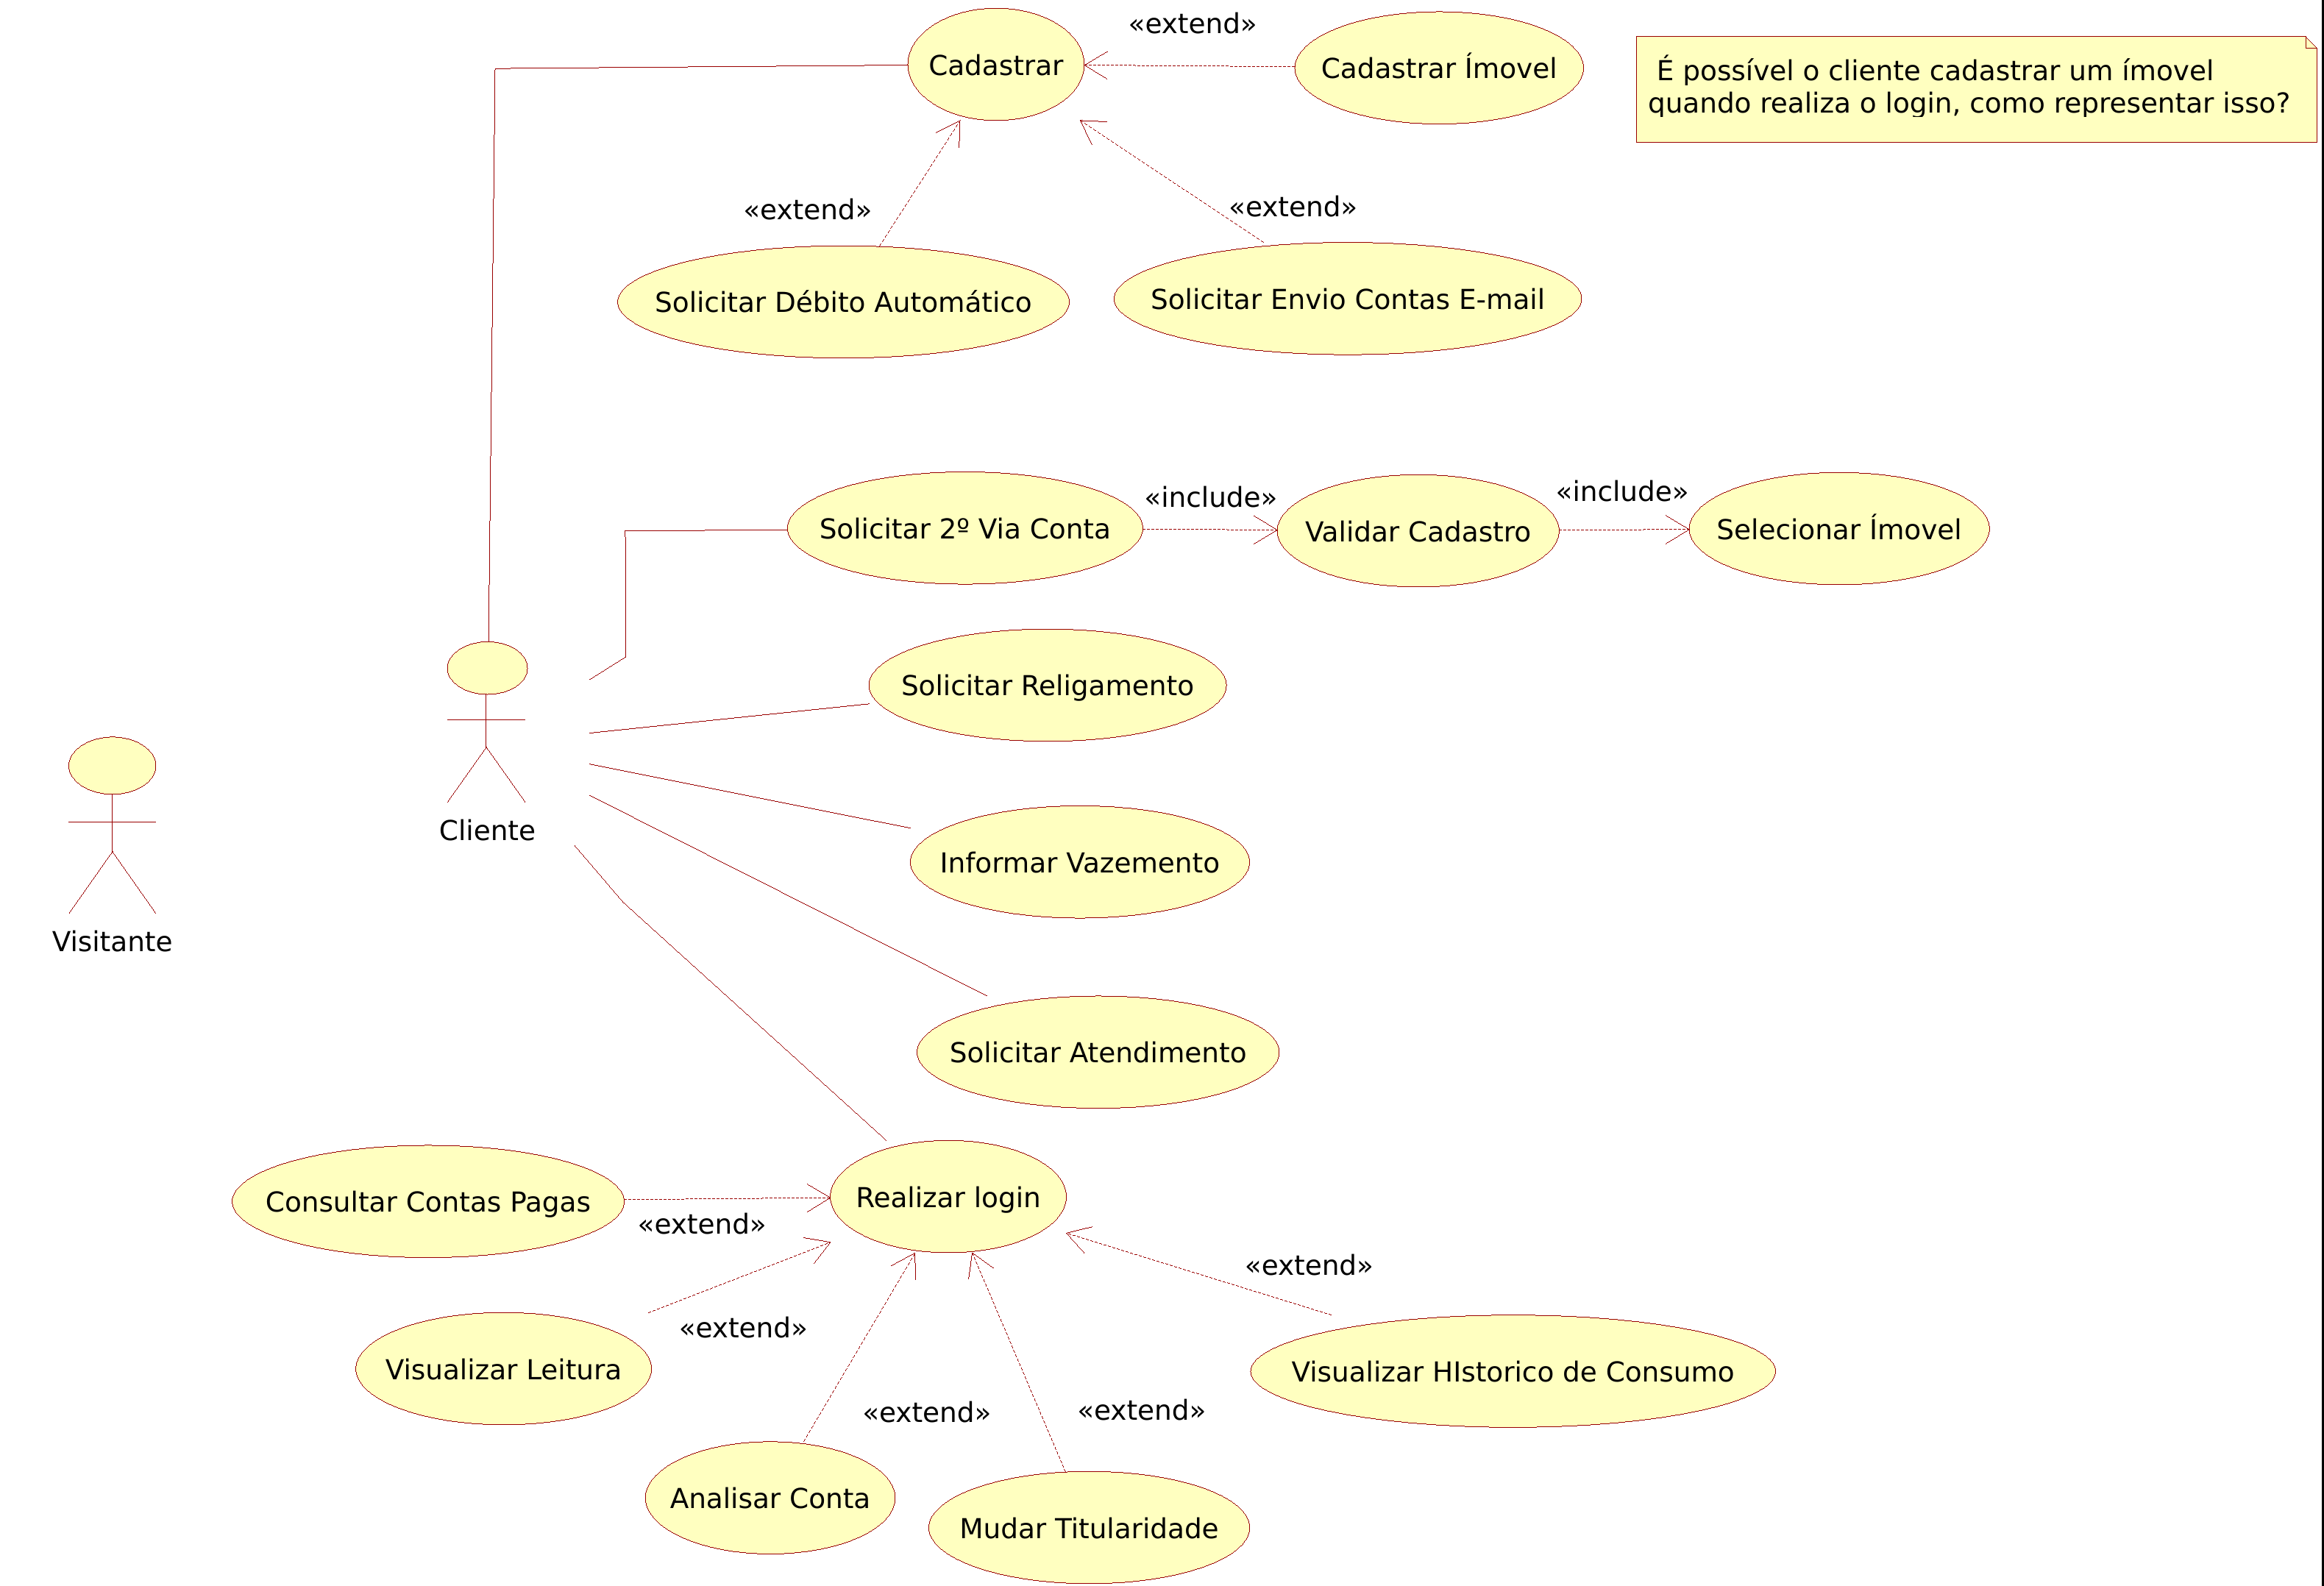 «extend»
Cadastrar
Cadastrar Ímovel
É possível o cliente cadastrar um ímovel
quando realiza o login, como representar isso?
«extend»
«extend»
Solicitar Débito Automático
Solicitar Envio Contas E-mail
Solicitar 2º Via Conta
«include»
Validar Cadastro
«include»
Selecionar Ímovel
Solicitar Religamento
Cliente
Informar Vazemento
Visitante
Solicitar Atendimento
Consultar Contas Pagas
«extend»
Realizar login
«extend»
«extend»
Visualizar Leitura
Visualizar HIstorico de Consumo
«extend»
«extend»
Analisar Conta
Mudar Titularidade